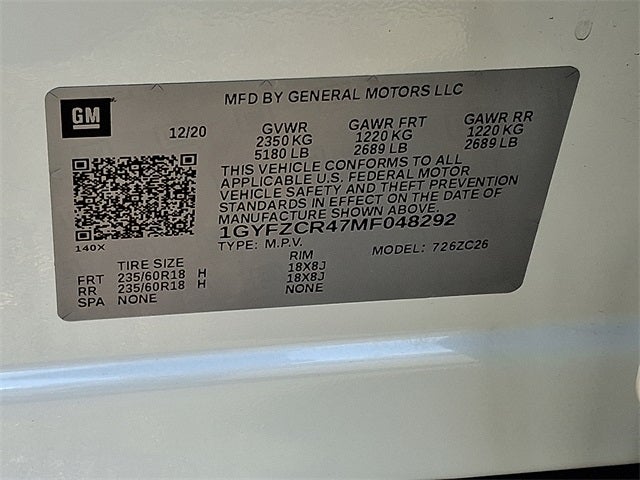 MFD BY GENERAL MOTORS LLC
GM
12/20
GVWR GAWR FRT GAWR RR
2350 KG 1220 KG 1220 KG
5180 LB 2689 LB 2689 LB
THIS VEHICLE CONFORMS TO ALL
APPLICABLE U.S. FEDERAL MOTOR
VEHICLE SAFETY AND THEFT PREVENTION
STANDARDS IN EFFECT ON THE DATE OF
MANUFACTURE SHOWN ABOVE.
1GYFZCR47MF048292
140X
TYPE: M.P.V. MODEL: 726ZC26
TIRE SIZE RIM
FRT 235/60R18 H 18X8J
RR 235/60R18 H 18X8J
SPA NONE NONE